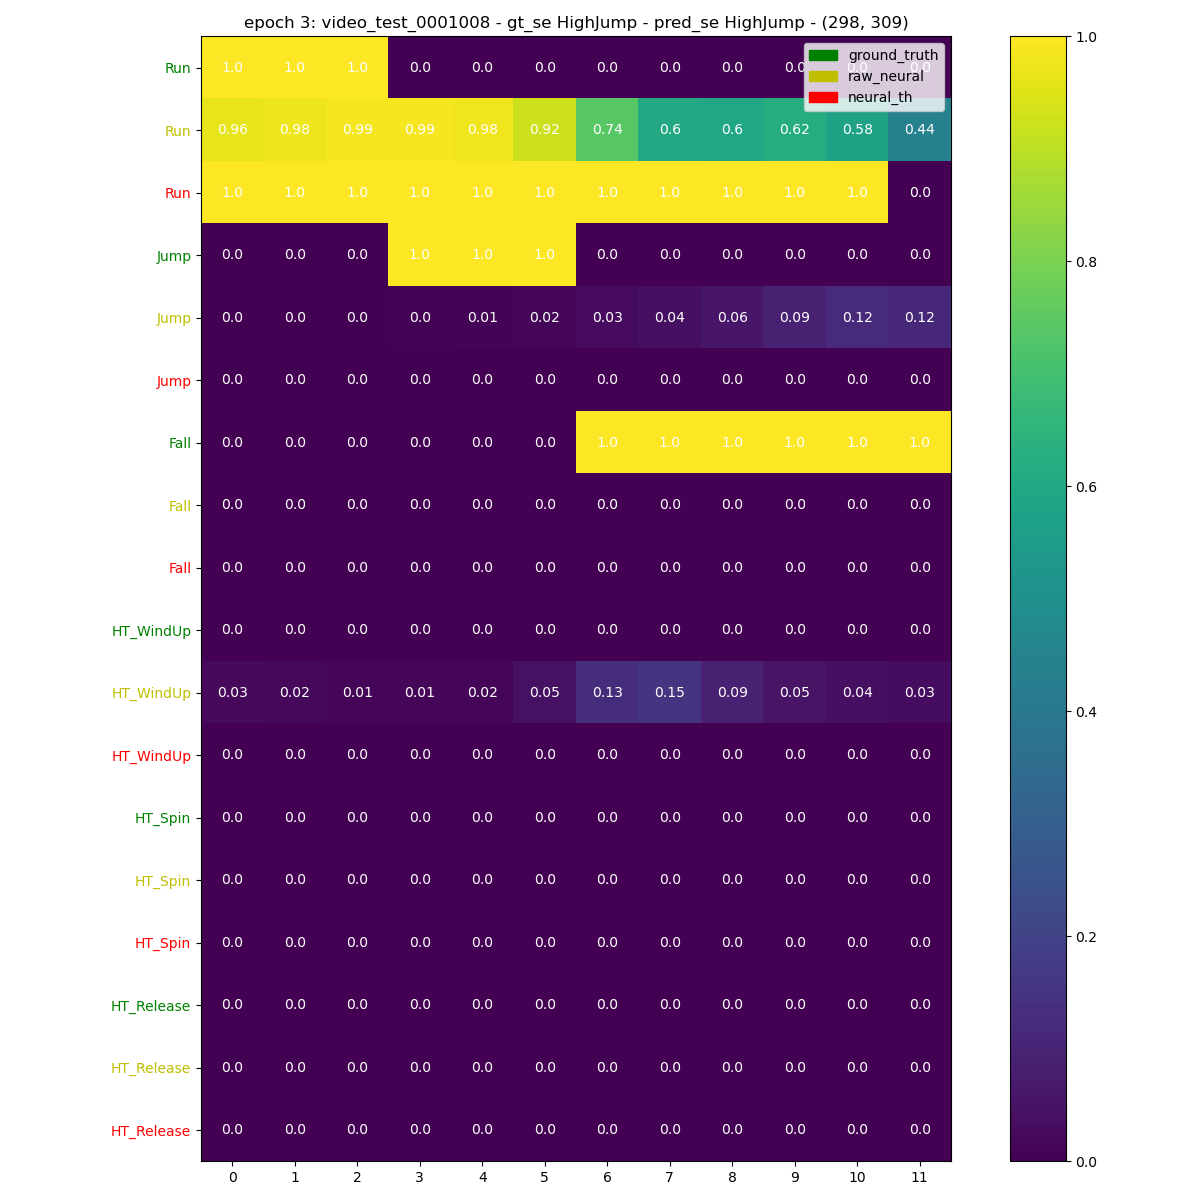 epoch 3: video_test_0001008 - gt_se HighJump - pred_se HighJump - (298, 309)
ground_truth
raw_neural
neural_th
Run 1.0 1.0 1.0 0.0 0.0 0.0 0.0 0.0 0.0 0.0 0.0 0.0
Run 0.96 0.98 0.99 0.99 0.98 0.92 0.74 0.6 0.6 0.62 0.58 0.44
Run 1.0 1.0 1.0 1.0 1.0 1.0 1.0 1.0 1.0 1.0 1.0 0.0
Jump 0.0 0.0 0.0 1.0 1.0 1.0 0.0 0.0 0.0 0.0 0.0 0.0
Jump 0.0 0.0 0.0 0.0 0.01 0.02 0.03 0.04 0.06 0.09 0.12 0.12
Jump 0.0 0.0 0.0 0.0 0.0 0.0 0.0 0.0 0.0 0.0 0.0 0.0
Fall 0.0 0.0 0.0 0.0 0.0 0.0 1.0 1.0 1.0 1.0 1.0 1.0
Fall 0.0 0.0 0.0 0.0 0.0 0.0 0.0 0.0 0.0 0.0 0.0 0.0
Fall 0.0 0.0 0.0 0.0 0.0 0.0 0.0 0.0 0.0 0.0 0.0 0.0
HT_WindUp 0.0 0.0 0.0 0.0 0.0 0.0 0.0 0.0 0.0 0.0 0.0 0.0
HT_WindUp 0.03 0.02 0.01 0.01 0.02 0.05 0.13 0.15 0.09 0.05 0.04 0.03
HT_WindUp 0.0 0.0 0.0 0.0 0.0 0.0 0.0 0.0 0.0 0.0 0.0 0.0
HT_Spin 0.0 0.0 0.0 0.0 0.0 0.0 0.0 0.0 0.0 0.0 0.0 0.0
HT_Spin 0.0 0.0 0.0 0.0 0.0 0.0 0.0 0.0 0.0 0.0 0.0 0.0
HT_Spin 0.0 0.0 0.0 0.0 0.0 0.0 0.0 0.0 0.0 0.0 0.0 0.0
HT_Release 0.0 0.0 0.0 0.0 0.0 0.0 0.0 0.0 0.0 0.0 0.0 0.0
HT_Release 0.0 0.0 0.0 0.0 0.0 0.0 0.0 0.0 0.0 0.0 0.0 0.0
HT_Release 0.0 0.0 0.0 0.0 0.0 0.0 0.0 0.0 0.0 0.0 0.0 0.0
0 1 2 3 4 5 6 7 8 9 10 11
1.0
0.8
0.6
0.4
0.2
0.0